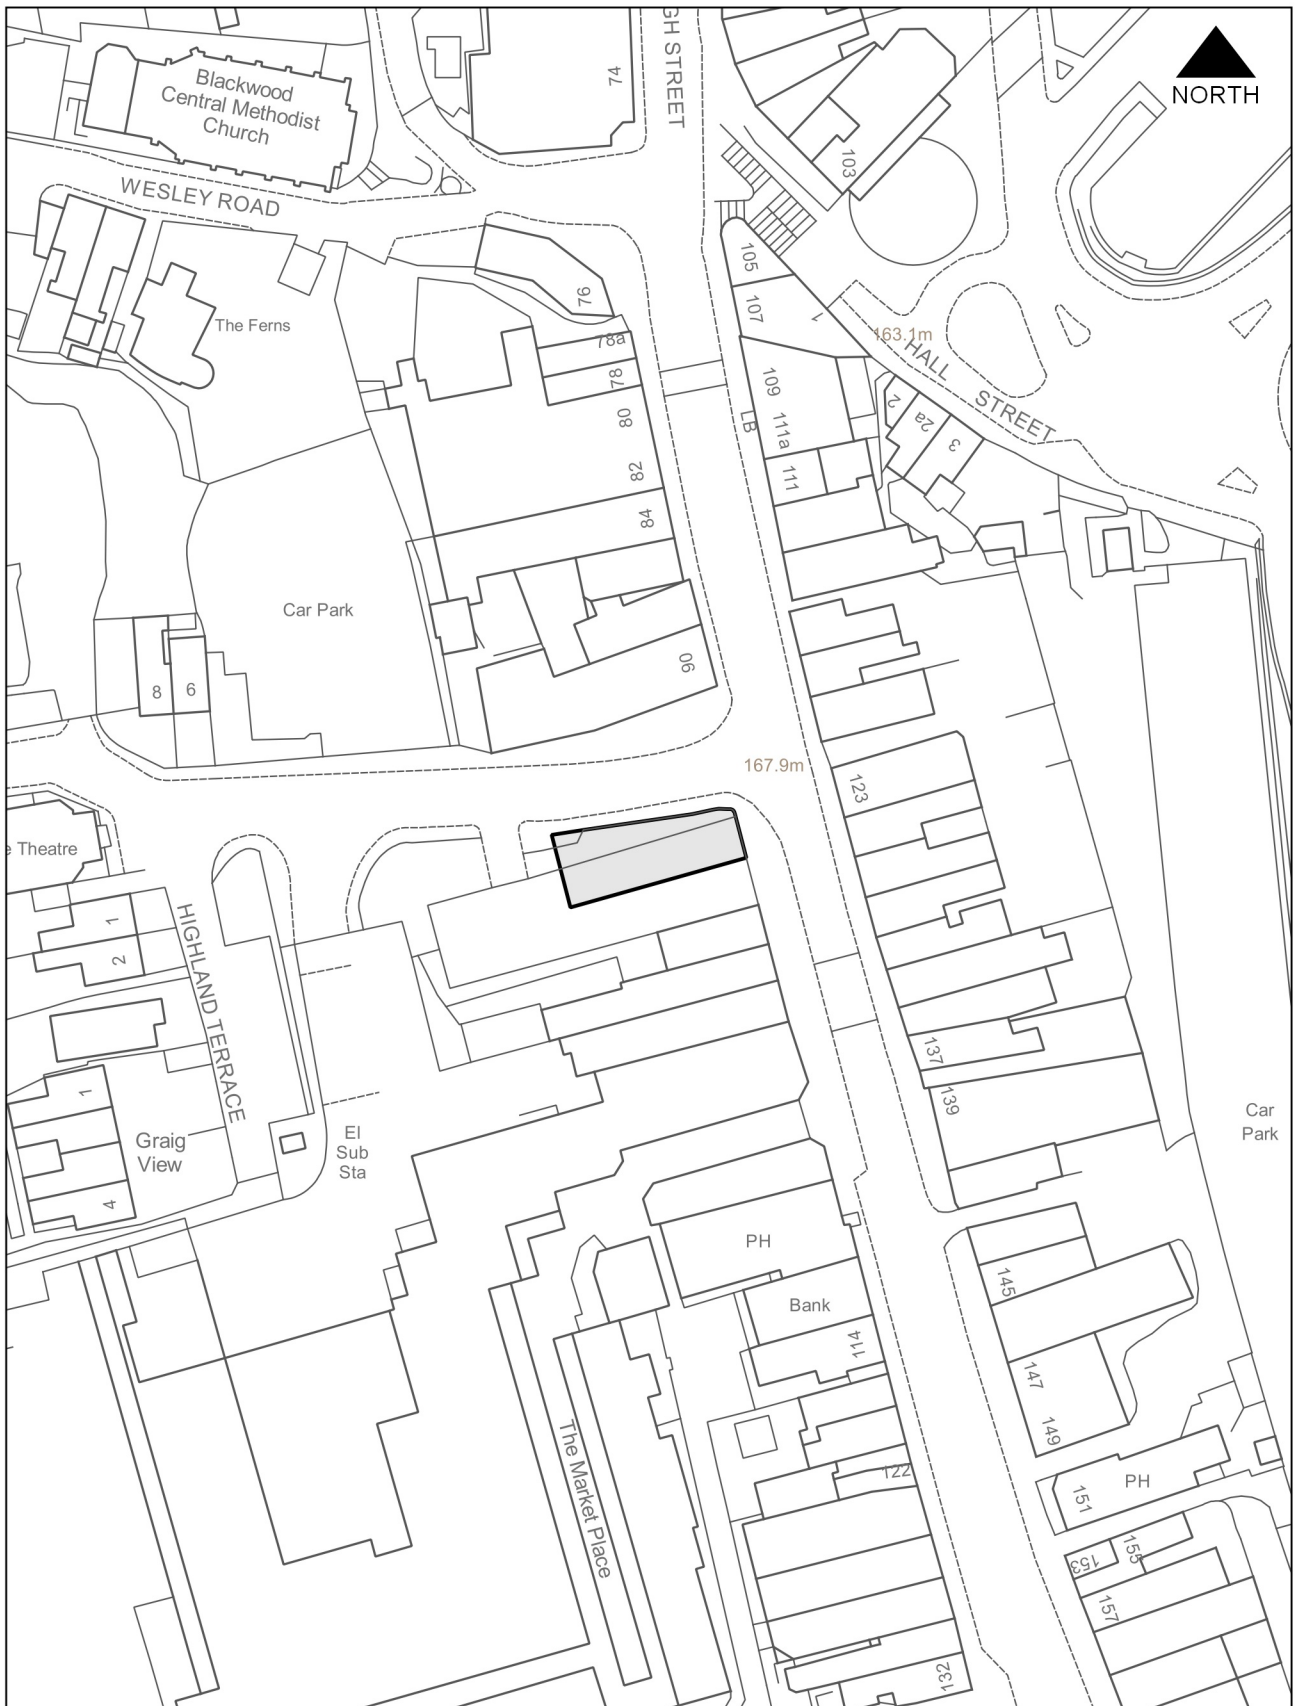 GH STREET
74
NORTH
Blackwood
Central Methodist
Church
103
WESLEY ROAD
105
76
107
1
The Ferns
78a
163.1m
HALL STREET
78
109
80
LB
111a
2
2a
3
82
111
84
Car Park
90
8
6
167.9m
123
e Theatre
1
2
HIGHLAND TERRACE
137
139
1
Graig
View
4
El
Sub
Sta
Car
Park
PH
145
Bank
114
147
149
The Market Place
122
151
PH
153
155
157
132